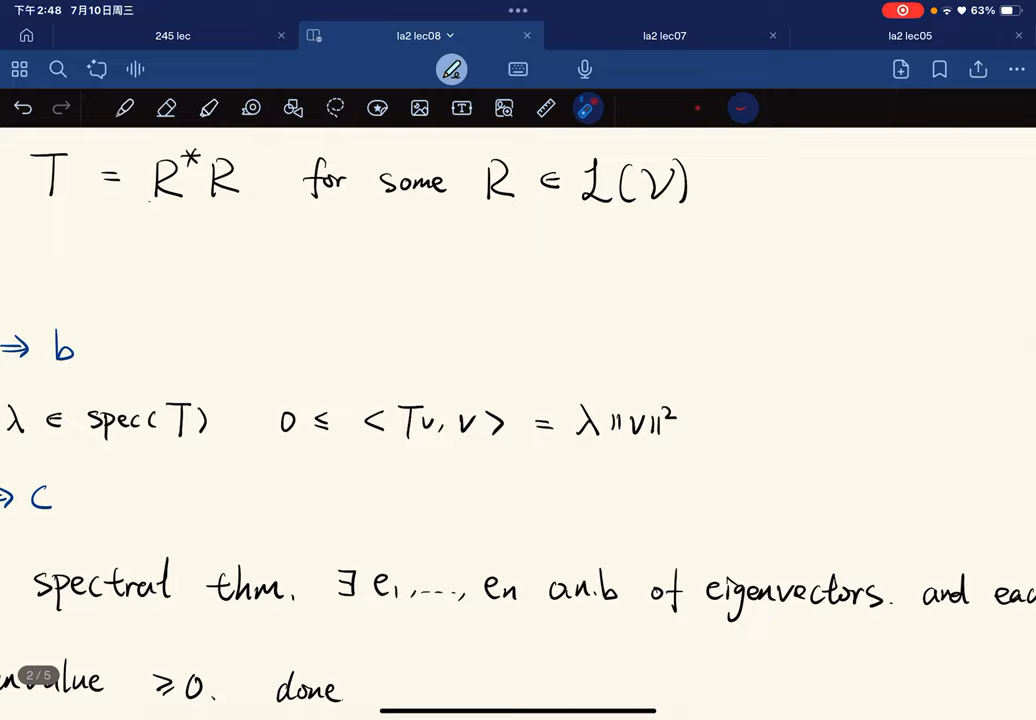 下午2:48 7月10日周三
63%
245 lec
la2 lec08
la2 lec07
la2 lec05
T = R*R for some R ∈ L(V)
⇒ b
λ ∈ spec(T) 0 ≤ <Tv, v> = λ‖v‖²
⇒ c
spectral thm. ∃ e₁,..., en an.b of eigenvectors. and eac
nvalue ≥0. done
2/5